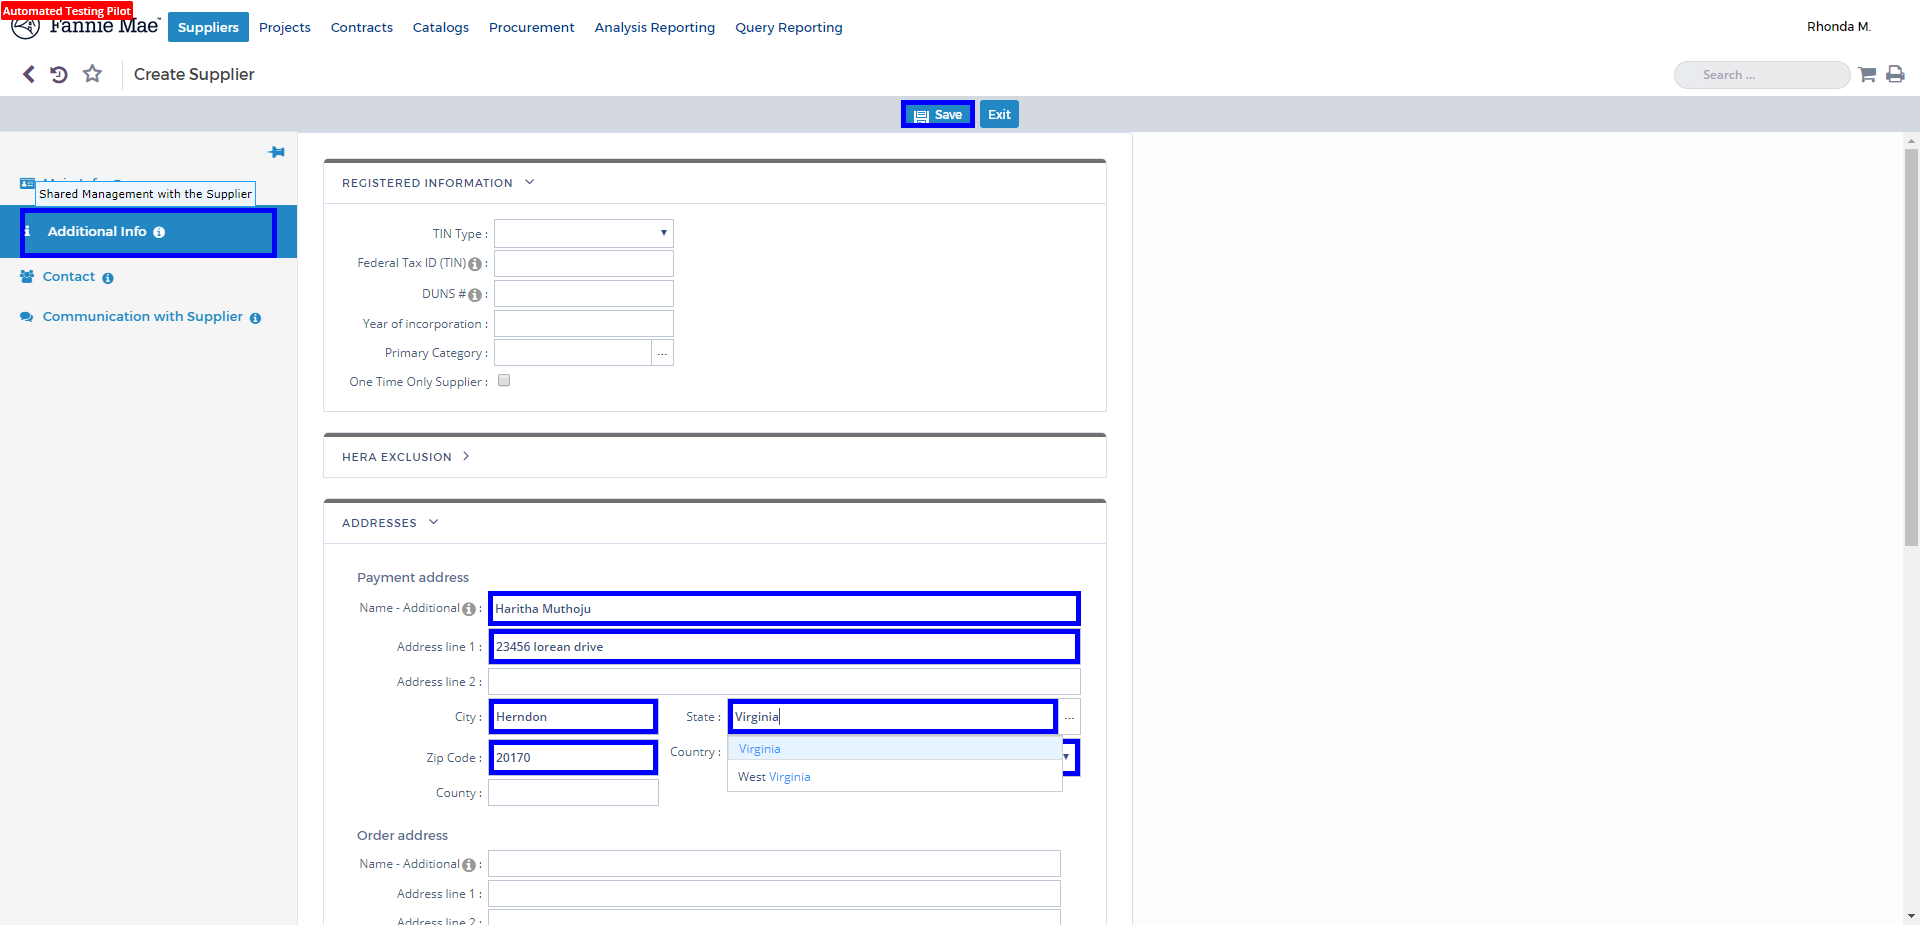 Automated Testing Pilot
Fannie Mae
Suppliers Projects Contracts Catalogs Procurement Analysis Reporting Query Reporting
Rhonda M.
Create Supplier
Search ...
Save Exit
Shared Management with the Supplier
Additional Info
Contact
Communication with Supplier
REGISTERED INFORMATION
TIN Type :
Federal Tax ID (TIN) :
DUNS # :
Year of incorporation :
Primary Category : ...
One Time Only Supplier :
HERA EXCLUSION
ADDRESSES
Payment address
Name - Additional : Haritha Muthoju
Address line 1 : 23456 lorean drive
Address line 2 :
City : Herndon State : Virginia ...
Zip Code : 20170 Country : Virginia
West Virginia
County :
Order address
Name - Additional :
Address line 1 :
Address line 2 :